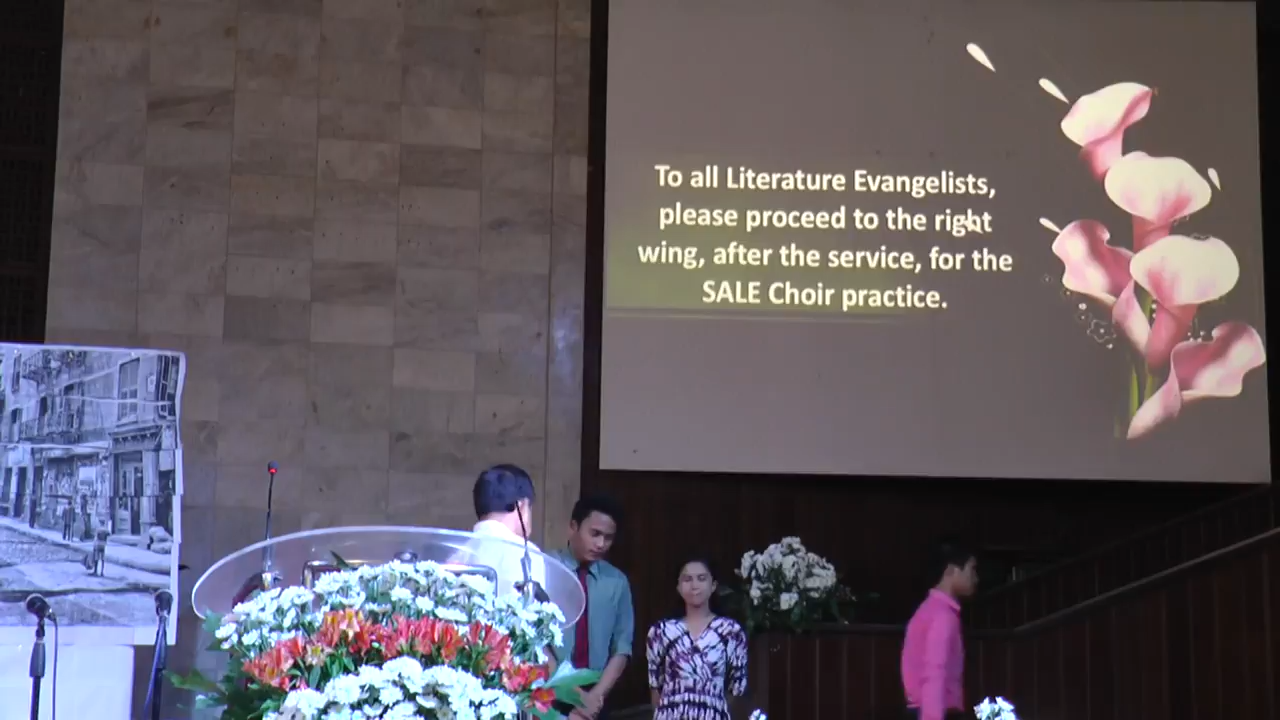 To all Literature Evangelists,
please proceed to the right
wing, after the service, for the
SALE Choir practice.